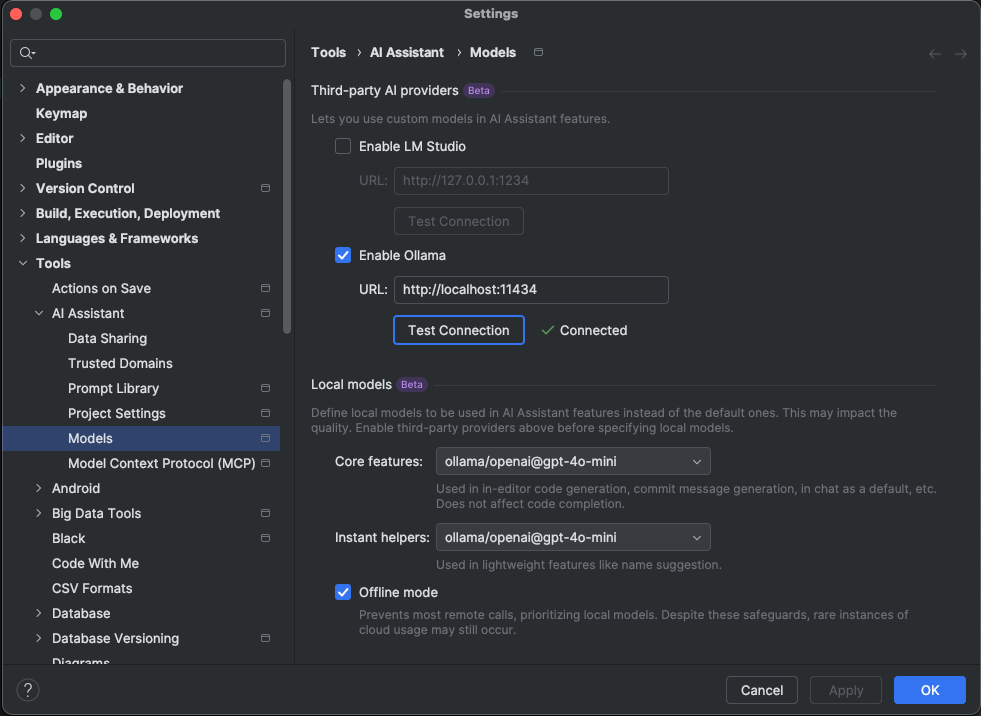 Settings
Appearance & Behavior
Keymap
Editor
Plugins
Version Control
Build, Execution, Deployment
Languages & Frameworks
Tools
Actions on Save
AI Assistant
Data Sharing
Trusted Domains
Prompt Library
Project Settings
Models
Model Context Protocol (MCP)
Android
Big Data Tools
Black
Code With Me
CSV Formats
Database
Database Versioning
Diagrams
Tools › AI Assistant › Models
Third-party AI providers Beta
Lets you use custom models in AI Assistant features.
Enable LM Studio
URL: http://127.0.0.1:1234
Test Connection
Enable Ollama
URL: http://localhost:11434
Test Connection Connected
Local models Beta
Define local models to be used in AI Assistant features instead of the default ones. This may impact the
quality. Enable third-party providers above before specifying local models.
Core features: ollama/openai@gpt-4o-mini
Used in in-editor code generation, commit message generation, in chat as a default, etc.
Does not affect code completion.
Instant helpers: ollama/openai@gpt-4o-mini
Used in lightweight features like name suggestion.
Offline mode
Prevents most remote calls, prioritizing local models. Despite these safeguards, rare instances of
cloud usage may still occur.
? Cancel Apply OK